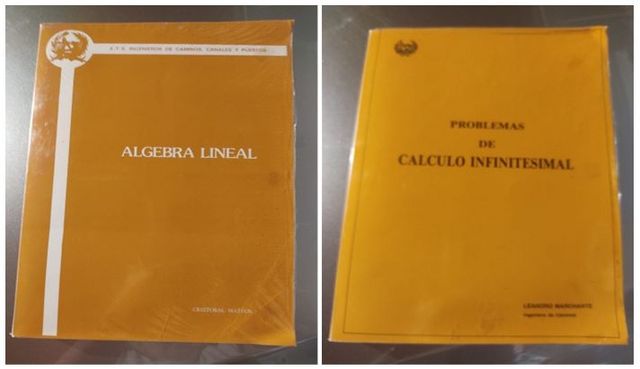 E.T.S. INGENIEROS DE CAMINOS, CANALES Y PUERTOS
ALGEBRA LINEAL
CRISTOBAL MATEOS
PROBLEMAS
DE
CALCULO INFINITESIMAL
LEANDRO MARCHANTE
Ingeniero de Caminos